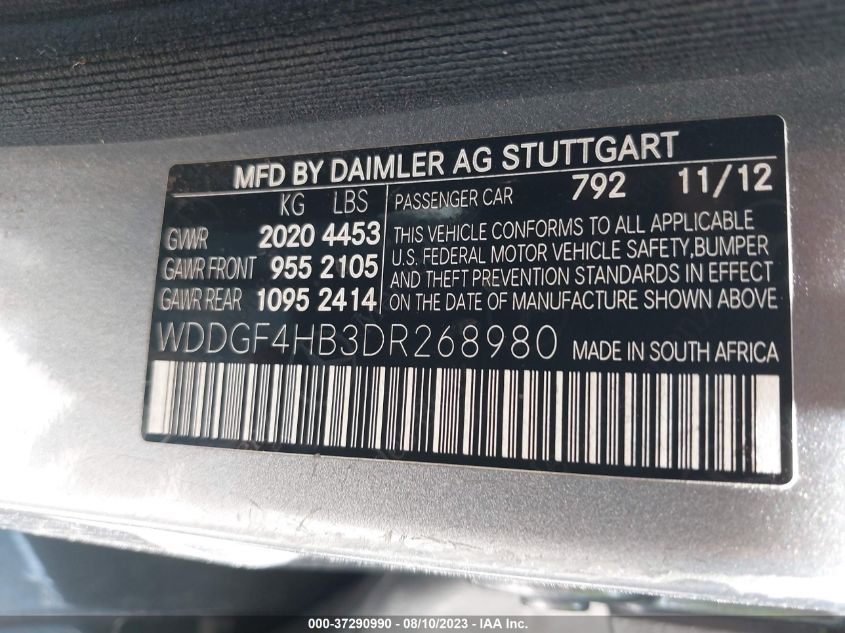 MFD BY DAIMLER AG STUTTGART
KG LBS PASSENGER CAR 792 11/12
GVWR 2020 4453
GAWR FRONT 955 2105
GAWR REAR 1095 2414
THIS VEHICLE CONFORMS TO ALL APPLICABLE
U.S. FEDERAL MOTOR VEHICLE SAFETY,BUMPER
AND THEFT PREVENTION STANDARDS IN EFFECT
ON THE DATE OF MANUFACTURE SHOWN ABOVE
WDDGF4HB3DR268980 MADE IN SOUTH AFRICA
000-37290990 - 08/10/2023 - IAA Inc.